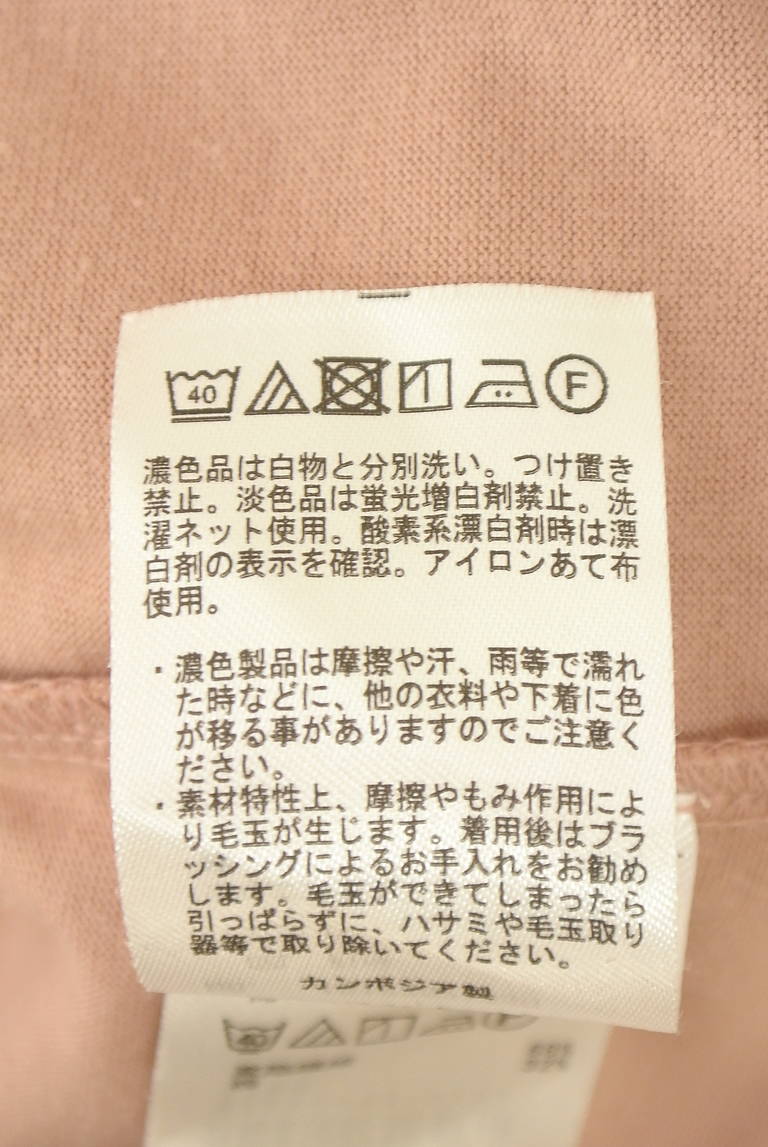 40
F
濃色品は白物と分別洗い。つけ置き
禁止。淡色品は蛍光増白剤禁止。洗
濯ネット使用。酸素系漂白剤時は漂
白剤の表示を確認。アイロンあて布
使用。
・濃色製品は摩擦や汗、雨等で濡れ
た時などに、他の衣料や下着に色
が移る事がありますのでご注意く
ださい。
・素材特性上、摩擦やもみ作用によ
り毛玉が生じます。着用後はブラ
ッシングによるお手入れをお勧め
します。毛玉ができてしまったら
引っぱらずに、ハサミや毛玉取り
器等で取り除いてください。
カンボジア製
40